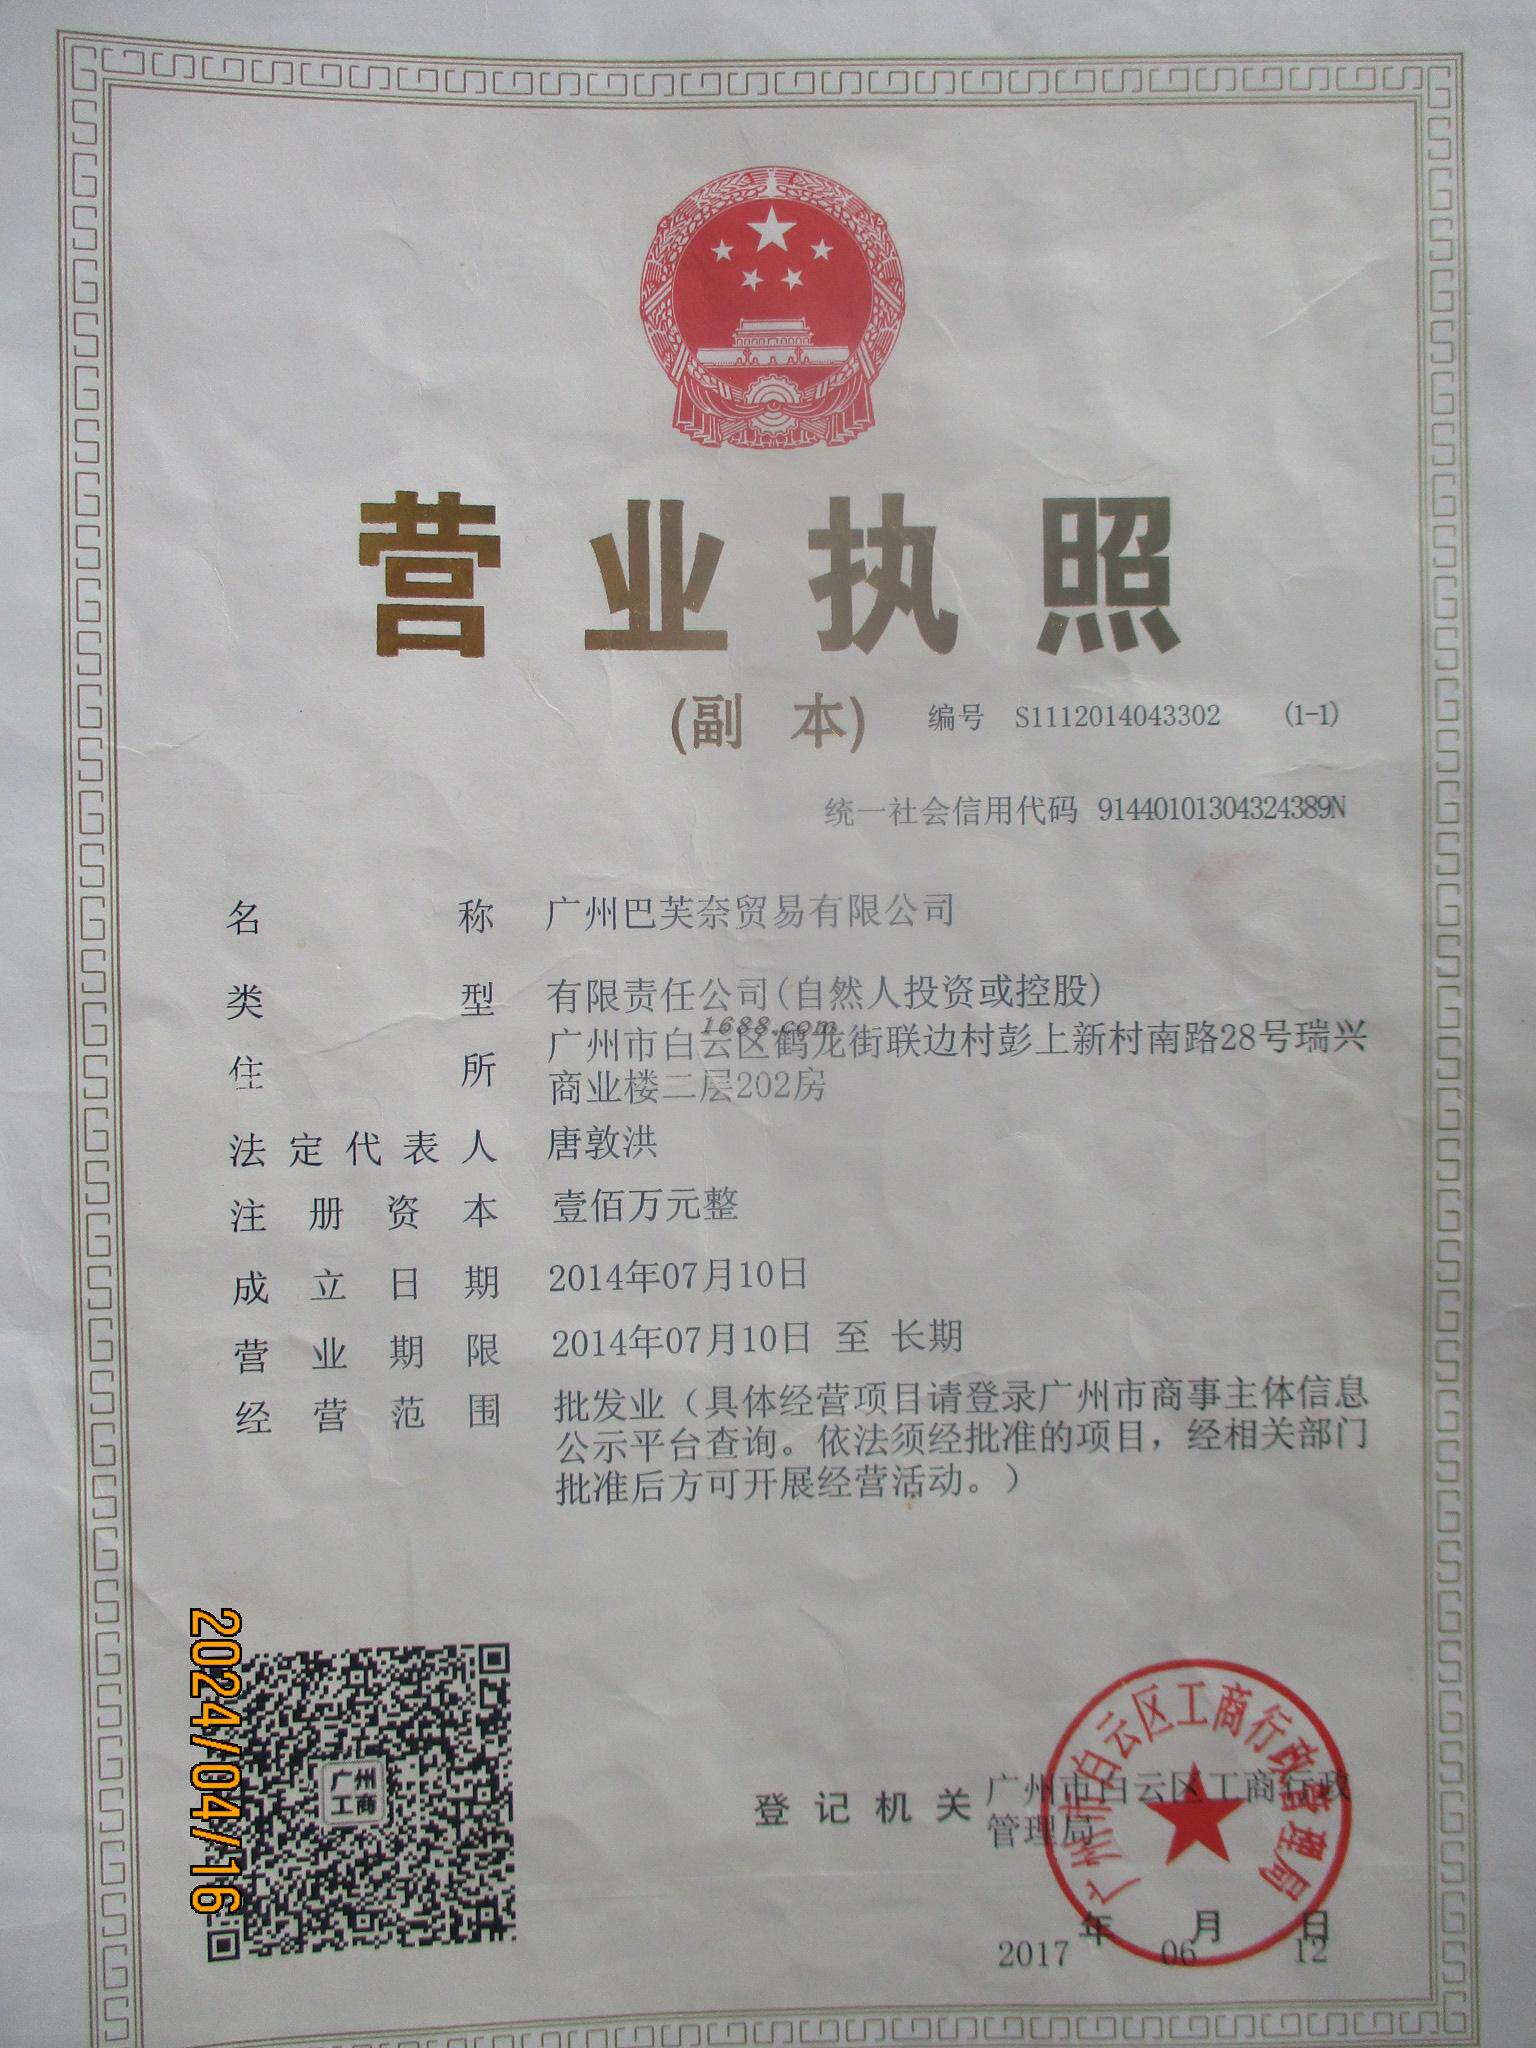 营业执照
(副 本) 编号 S1112014043302 (1-1)
统一社会信用代码 91440101304324389N
名称 广州巴芙奈贸易有限公司
类型 有限责任公司(自然人投资或控股)
1688.com
住所 广州市白云区鹤龙街联边村彭上新村南路28号瑞兴
商业楼二层202房
法定代表人 唐敦洪
注册资本 壹佰万元整
成立日期 2014年07月10日
营业期限 2014年07月10日 至 长期
经营范围 批发业（具体经营项目请登录广州市商事主体信息
公示平台查询。依法须经批准的项目，经相关部门
批准后方可开展经营活动。）
2024/04/16
广州
工商
登记机关 广州市白云区工商行政
管理局
广州市白云区工商行政管理局
2017年06月12日